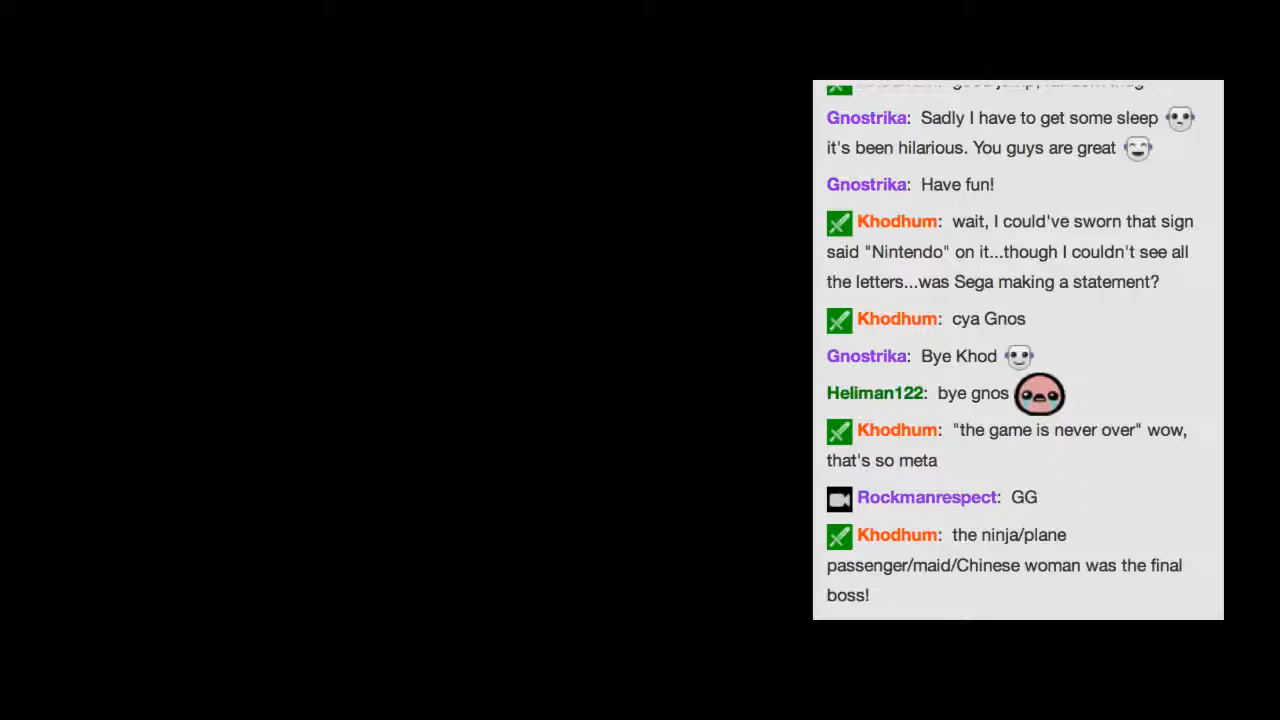 Gnostrika: Sadly I have to get some sleep
it's been hilarious. You guys are great
Gnostrika: Have fun!
Khodhum: wait, I could've sworn that sign
said "Nintendo" on it...though I couldn't see all
the letters...was Sega making a statement?
Khodhum: cya Gnos
Gnostrika: Bye Khod
Heliman122: bye gnos
Khodhum: "the game is never over" wow,
that's so meta
Rockmanrespect: GG
Khodhum: the ninja/plane
passenger/maid/Chinese woman was the final
boss!